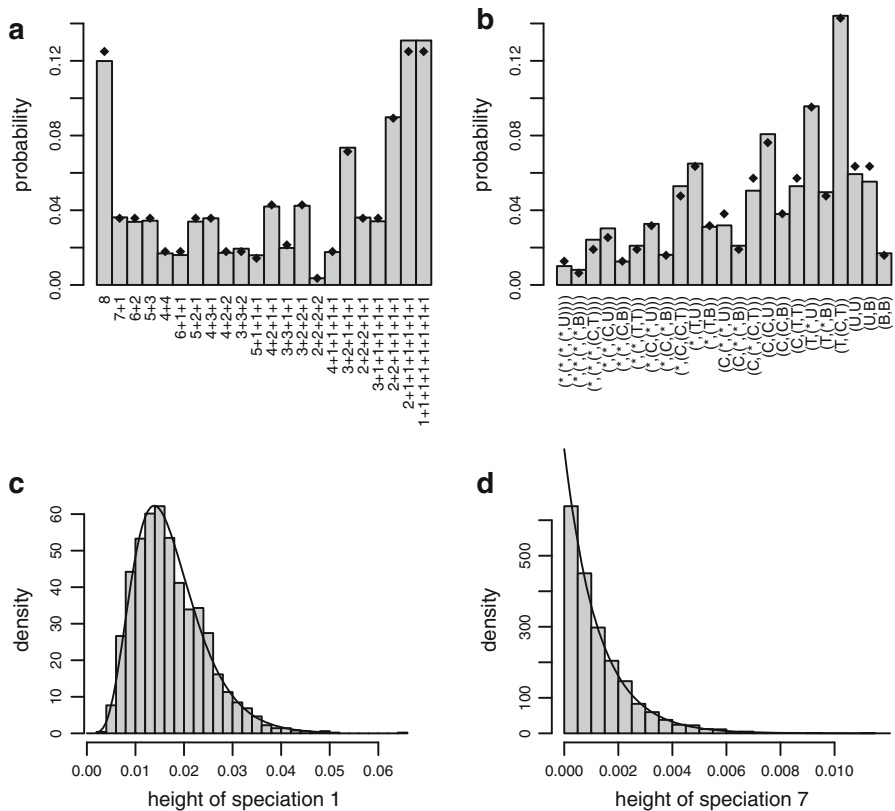 a
probability
0.12
0.08
0.04
0.00
8
7+1
6+2
5+3
4+4
6+1+1
5+2+1
4+3+1
4+2+2
3+3+2
5+1+1+1
4+2+1+1
3+3+1+1
3+2+2+1
2+2+2+2
4+1+1+1+1
3+2+1+1+1
2+2+2+1+1
3+1+1+1+1+1
2+2+1+1+1+1
2+1+1+1+1+1+1
1+1+1+1+1+1+1+1
b
probability
0.12
0.08
0.04
0.00
(*,(*,(*,(*,U))))
(*,(*,(*,(*,B))))
(*,(*,(*,(C,T))))
(*,(*,(C,U)))
(*,(*,(C,B)))
(*,(*,(T,T)))
(*,(C,(*,U)))
(*,(C,(*,B)))
(*,(C,(C,T)))
(*,(T,U))
(*,(T,B))
(C,(*,(*,U)))
(C,(*,(*,B)))
(C,(*,(C,T)))
(C,(C,U))
(C,(C,B))
(C,(T,T))
(T,(*,U))
(T,(*,B))
(T,(C,T))
(U,U)
(U,B)
(B,B)
c
density
60
50
40
30
20
10
0
0.00 0.01 0.02 0.03 0.04 0.05 0.06
height of speciation 1
d
density
500
300
100
0
0.000 0.002 0.004 0.006 0.010
height of speciation 7